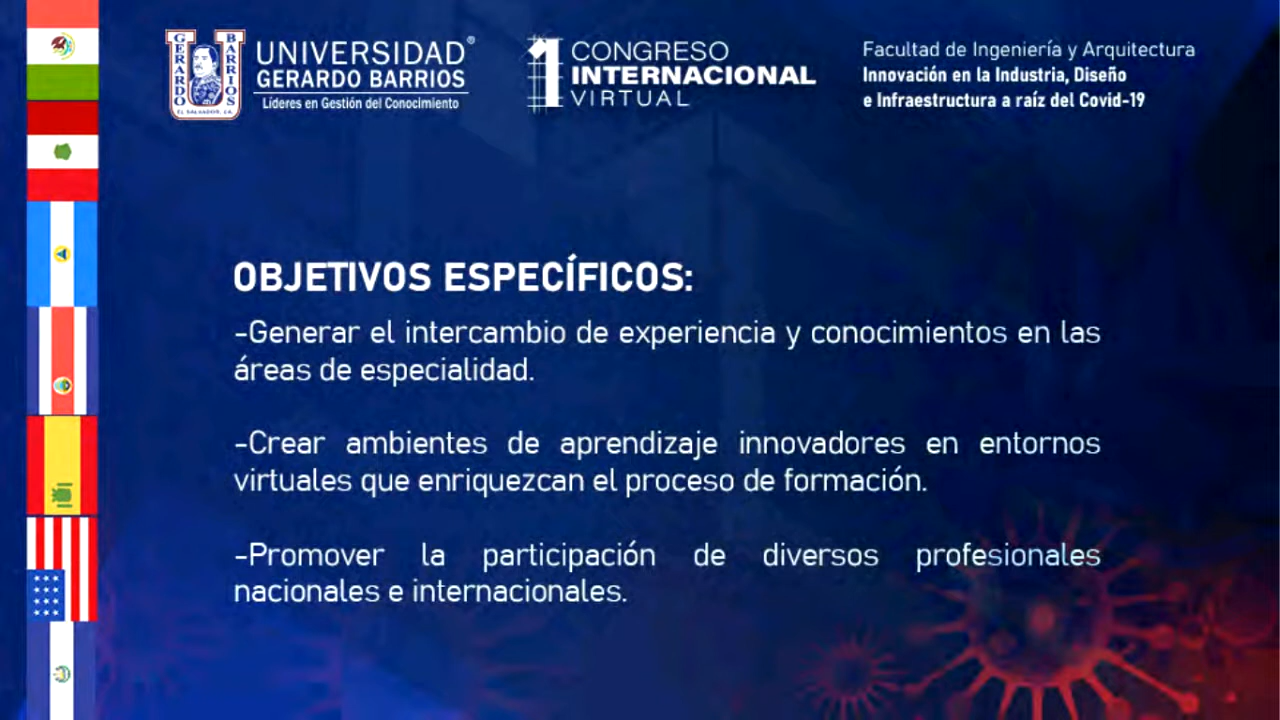 GERARDO BARRIOS
EL SALVADOR, C.A.
UNIVERSIDAD®
GERARDO BARRIOS
Líderes en Gestión del Conocimiento
1 CONGRESO
INTERNACIONAL
VIRTUAL
Facultad de Ingeniería y Arquitectura
Innovación en la Industria, Diseño
e Infraestructura a raíz del Covid-19
OBJETIVOS ESPECÍFICOS:
-Generar el intercambio de experiencia y conocimientos en las
áreas de especialidad.
-Crear ambientes de aprendizaje innovadores en entornos
virtuales que enriquezcan el proceso de formación.
-Promover la participación de diversos profesionales
nacionales e internacionales.